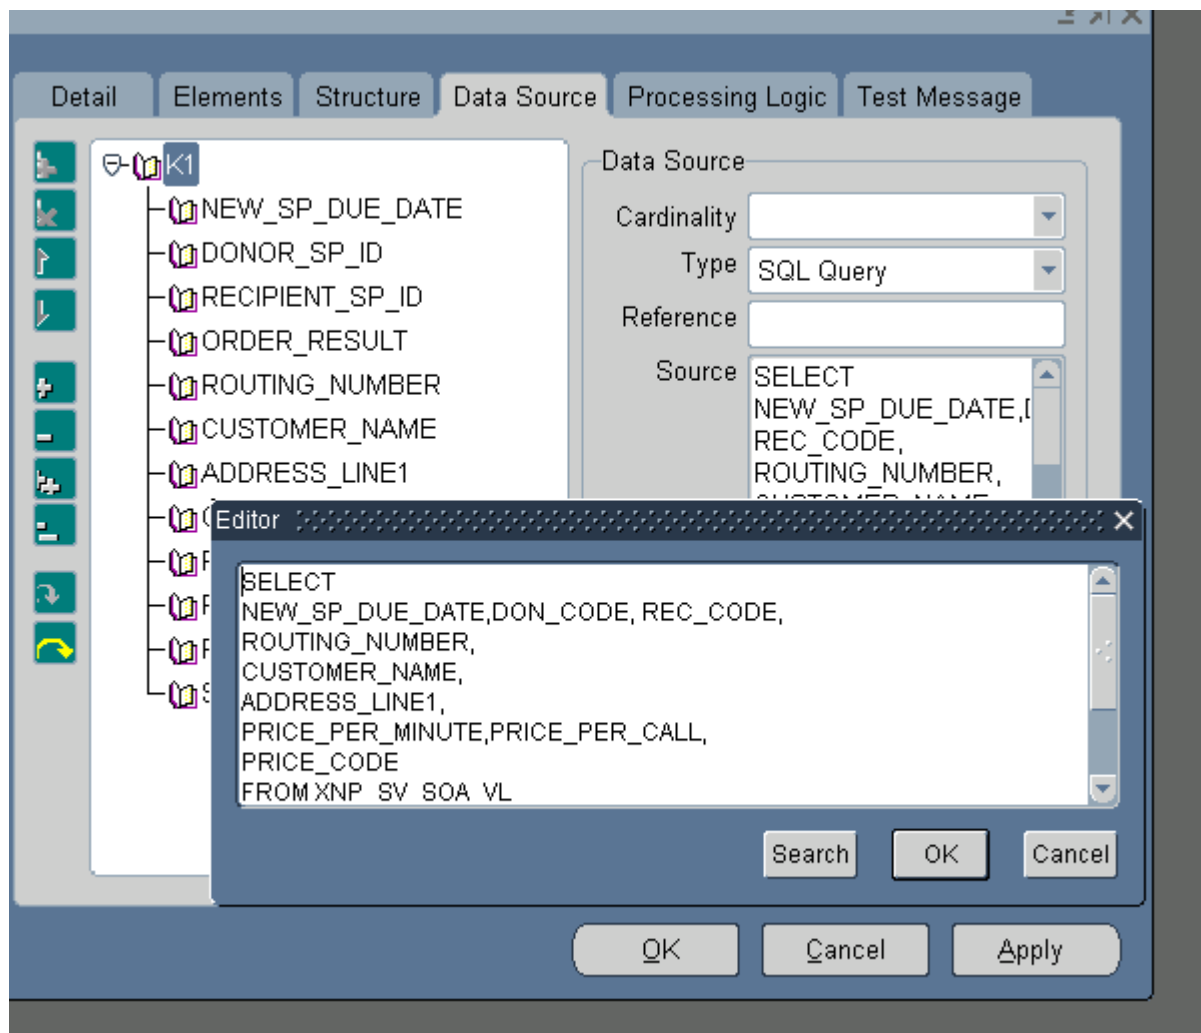 Detail Elements Structure Data Source Processing Logic Test Message
K1
NEW_SP_DUE_DATE
DONOR_SP_ID
RECIPIENT_SP_ID
ORDER_RESULT
ROUTING_NUMBER
CUSTOMER_NAME
ADDRESS_LINE1
Data Source
Cardinality
Type SQL Query
Reference
Source SELECT
NEW_SP_DUE_DATE,
REC_CODE,
ROUTING_NUMBER,
CUSTOMER_NAME
Editor
SELECT
NEW_SP_DUE_DATE,DON_CODE, REC_CODE,
ROUTING_NUMBER,
CUSTOMER_NAME,
ADDRESS_LINE1,
PRICE_PER_MINUTE,PRICE_PER_CALL,
PRICE_CODE
FROM XNP_SV_SOA_VL
Search OK Cancel
OK Cancel Apply